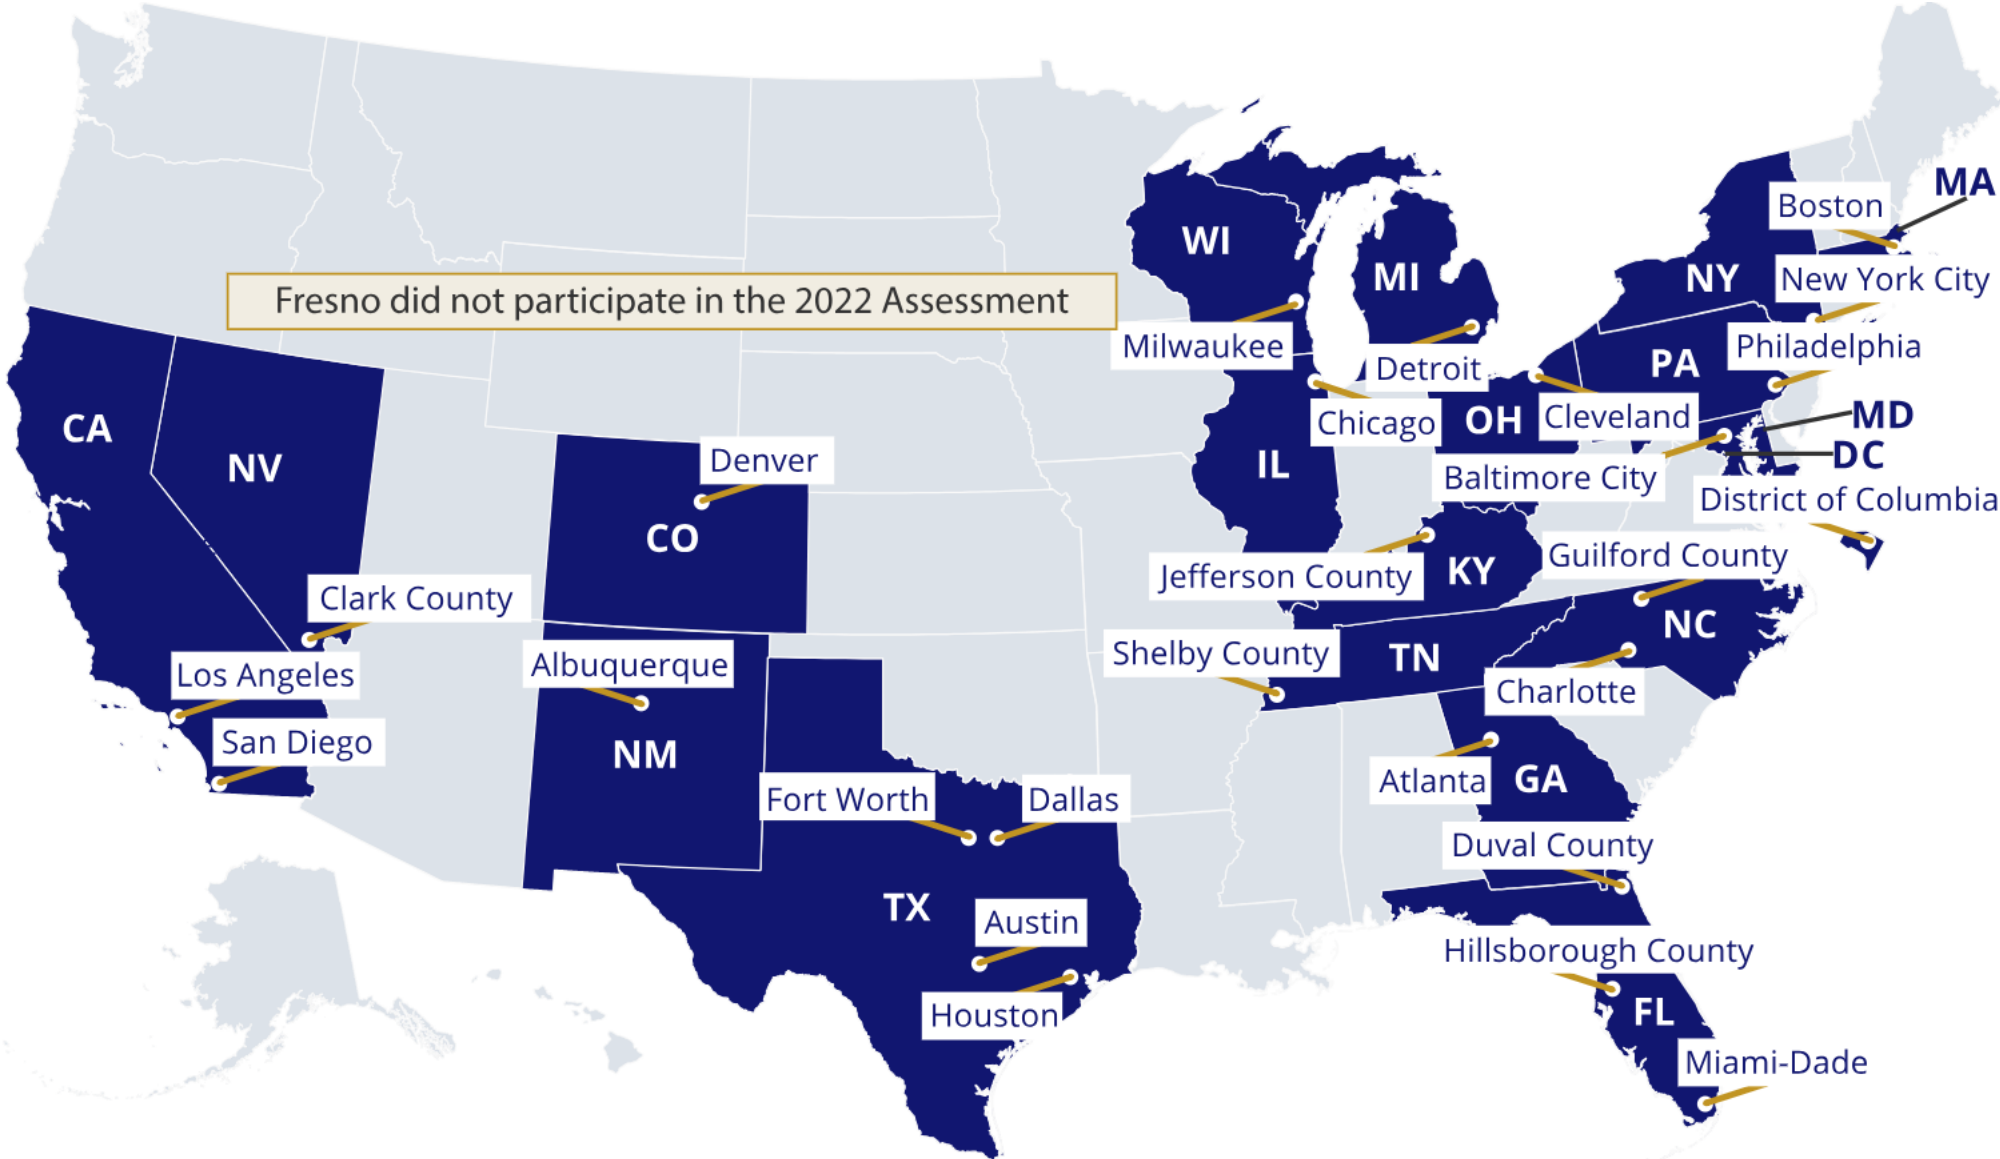 MA
Boston
WI
MI
NY
New York City
Fresno did not participate in the 2022 Assessment
Milwaukee
Detroit
PA
Philadelphia
CA
Chicago
OH
Cleveland
MD
NV
Denver
IL
Baltimore City
DC
District of Columbia
CO
Jefferson County
KY
Guilford County
Clark County
NC
Los Angeles
Albuquerque
Shelby County
TN
Charlotte
San Diego
NM
Fort Worth
Dallas
Atlanta
GA
Duval County
TX
Austin
Hillsborough County
Houston
FL
Miami-Dade